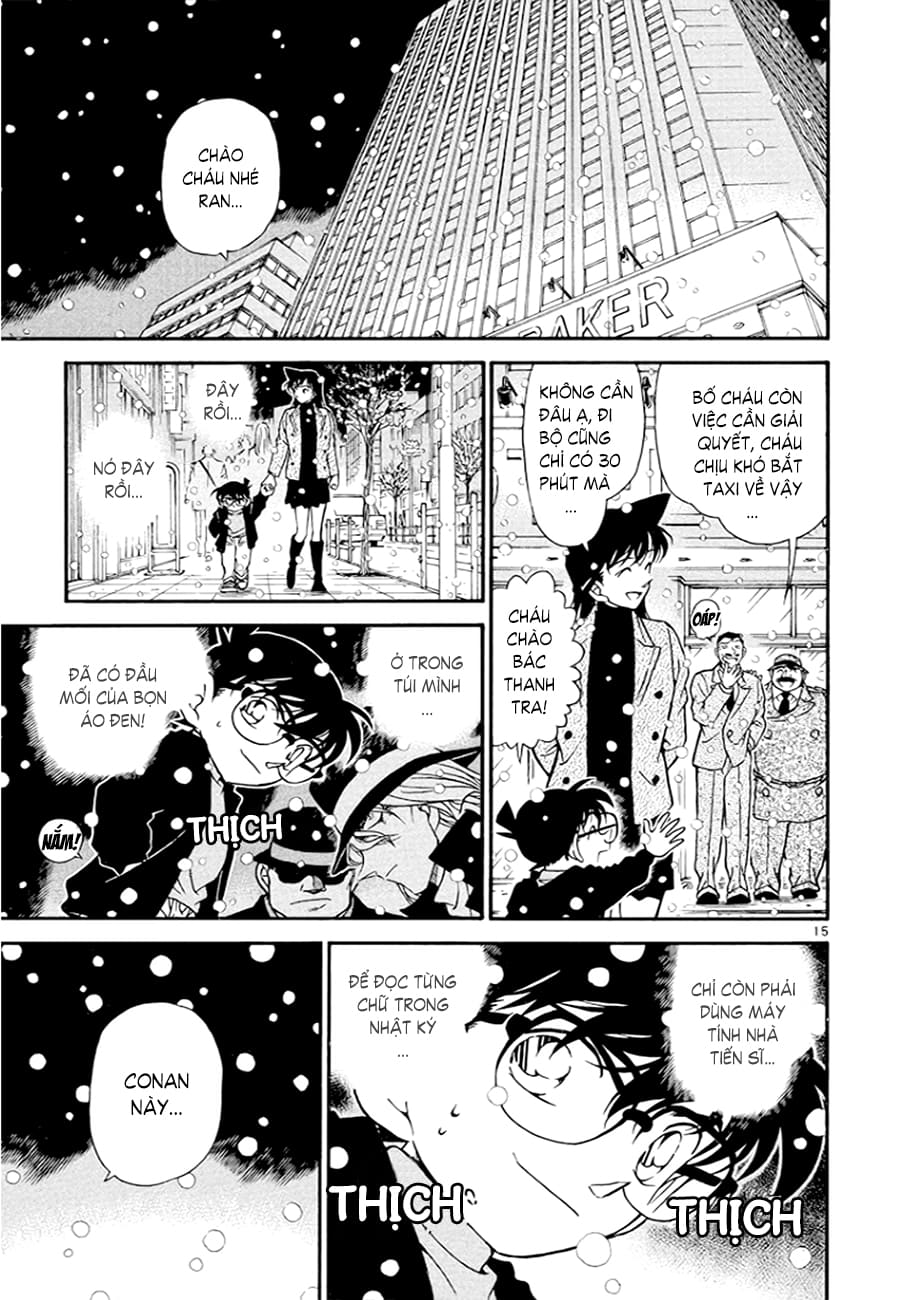 CHÀO
CHÁU NHÉ
RAN...
EAKER
BỐ CHÁU CÒN
VIỆC CẦN GIẢI
QUYẾT, CHÁU
CHỊU KHÓ BẮT
TAXI VỀ VẬY
...
KHÔNG CẦN
ĐÂU Ạ, ĐI
BỘ CŨNG
CHỈ CÓ 30
PHÚT MÀ
...
OÁP!
CHÁU
CHÀO
BÁC
THANH
TRA!
ĐÂY
RỒI...
NÓ ĐÂY
RỒI...
Ở TRONG
TÚI MÌNH
...
ĐÃ CÓ ĐẦU
MỐI CỦA BỌN
ÁO ĐEN!
NẮM!
THỊCH
15
CHỈ CÒN PHẢI
DÙNG MÁY
TÍNH NHÀ
TIẾN SĨ...
ĐỂ ĐỌC TỪNG
CHỮ TRONG
NHẬT KÝ
...
THỊCH
THỊCH
CONAN
NÀY...